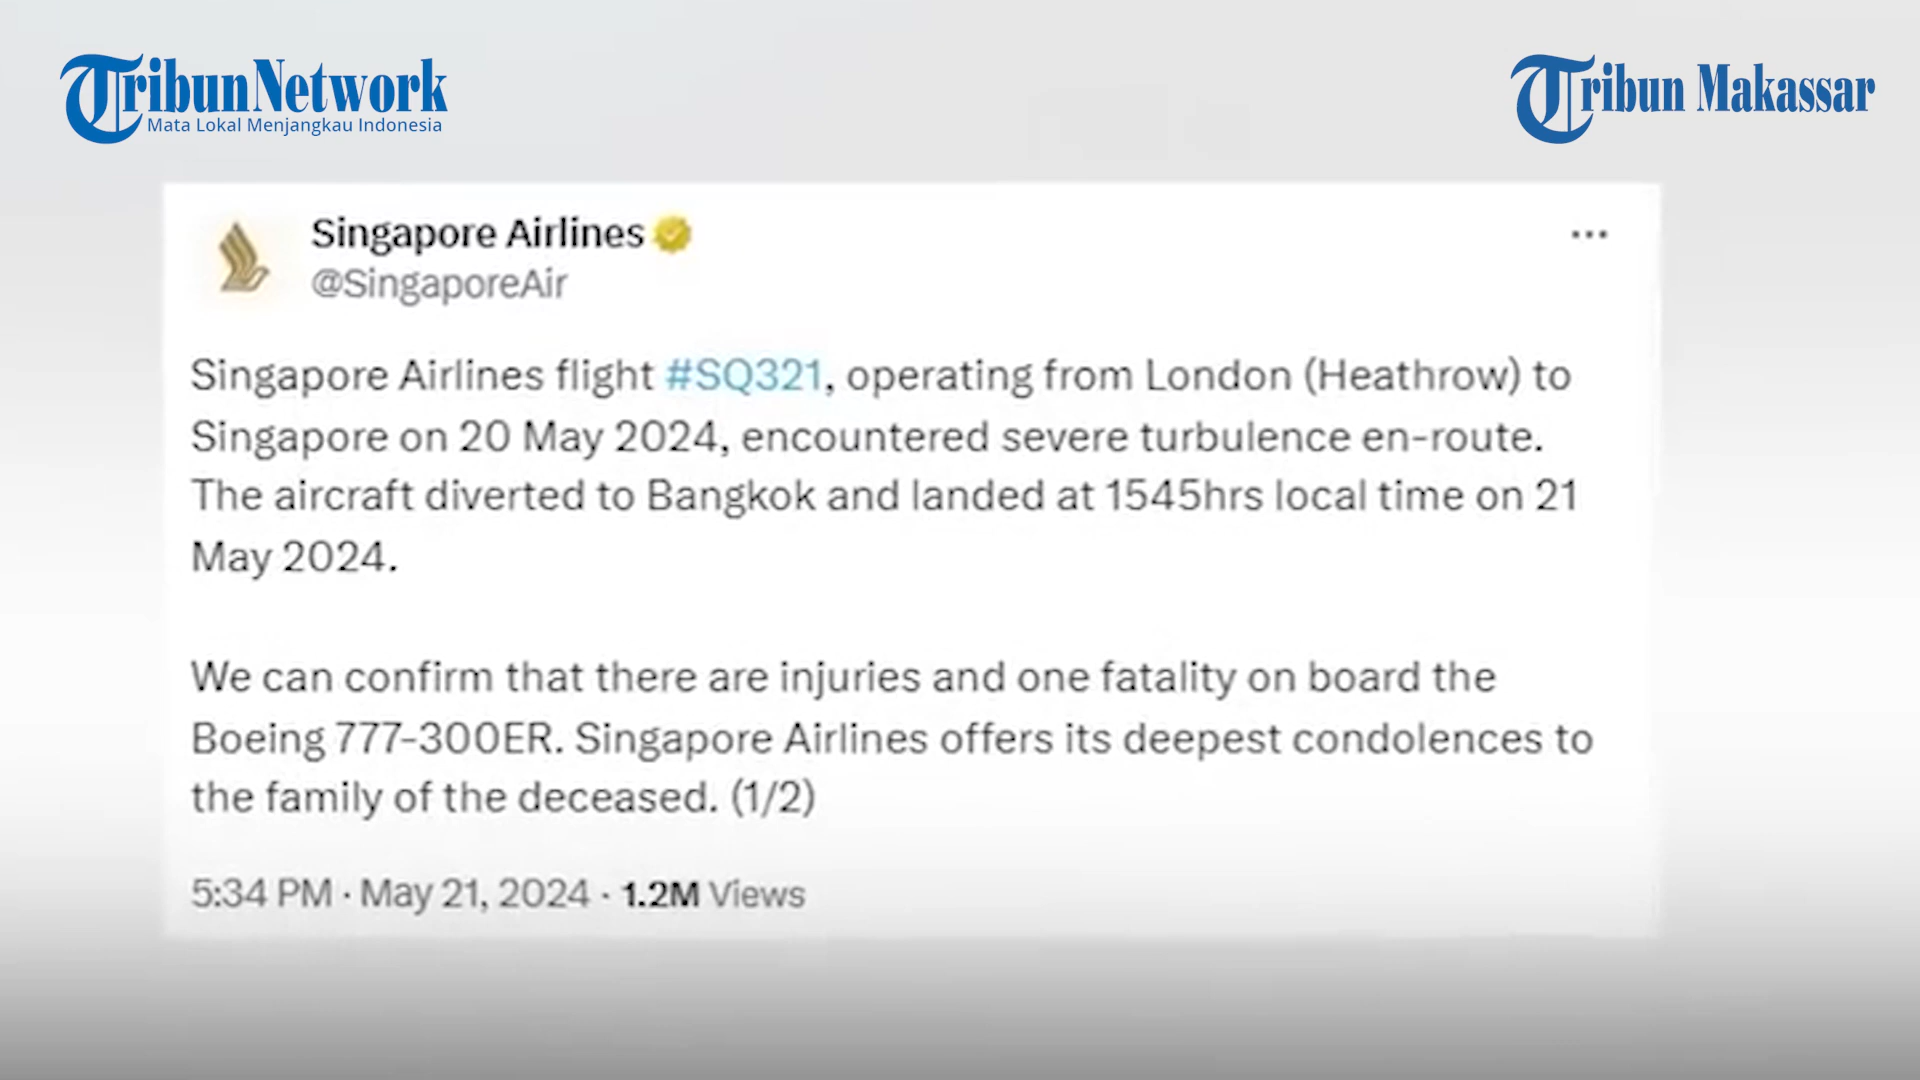 TribunNetwork
Mata Lokal Menjangkau Indonesia
Tribun Makassar
Singapore Airlines
@SingaporeAir
Singapore Airlines flight #SQ321, operating from London (Heathrow) to
Singapore on 20 May 2024, encountered severe turbulence en-route.
The aircraft diverted to Bangkok and landed at 1545hrs local time on 21
May 2024.
We can confirm that there are injuries and one fatality on board the
Boeing 777-300ER. Singapore Airlines offers its deepest condolences to
the family of the deceased. (1/2)
5:34 PM · May 21, 2024 · 1.2M Views